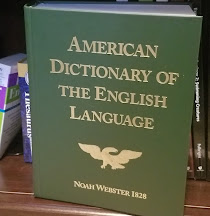 AMERICAN
DICTIONARY OF
THE ENGLISH
LANGUAGE
NOAH WEBSTER 1828